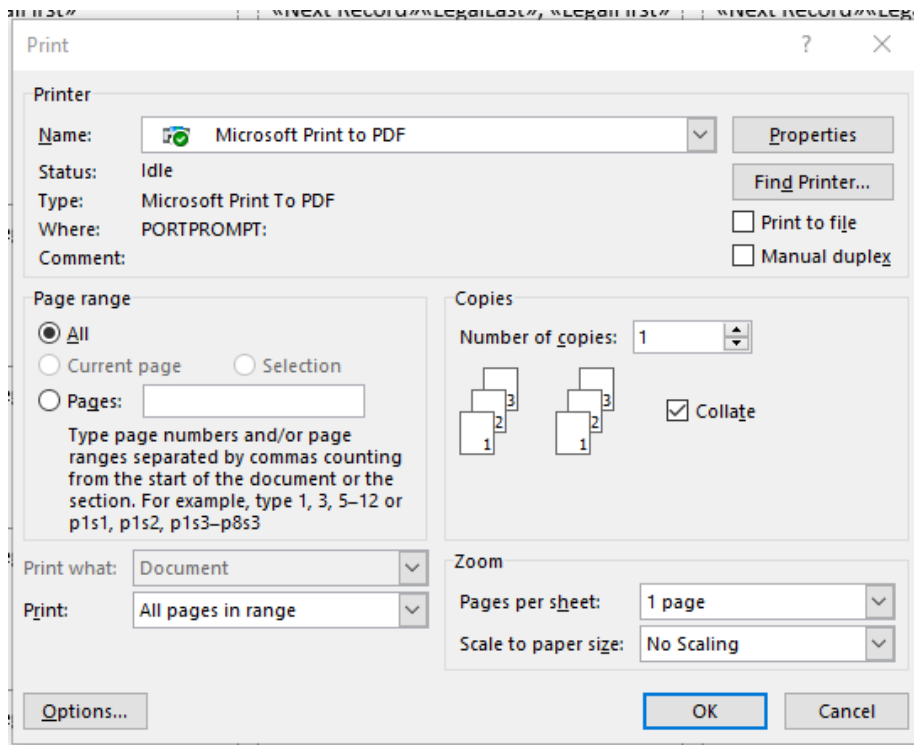 «Next Record»«LegalLast», «LegalFirst»
Print
Printer
Name: Microsoft Print to PDF Properties
Status: Idle
Find Printer...
Type: Microsoft Print To PDF
Where: PORTPROMPT: Print to file
Comment: Manual duplex
Page range
All
Current page Selection
Pages:
Type page numbers and/or page
ranges separated by commas counting
from the start of the document or the
section. For example, type 1, 3, 5–12 or
p1s1, p1s2, p1s3–p8s3
Copies
Number of copies: 1
3 3
2 2
1 1
Collate
Print what: Document
Print: All pages in range
Zoom
Pages per sheet: 1 page
Scale to paper size: No Scaling
Options... OK Cancel